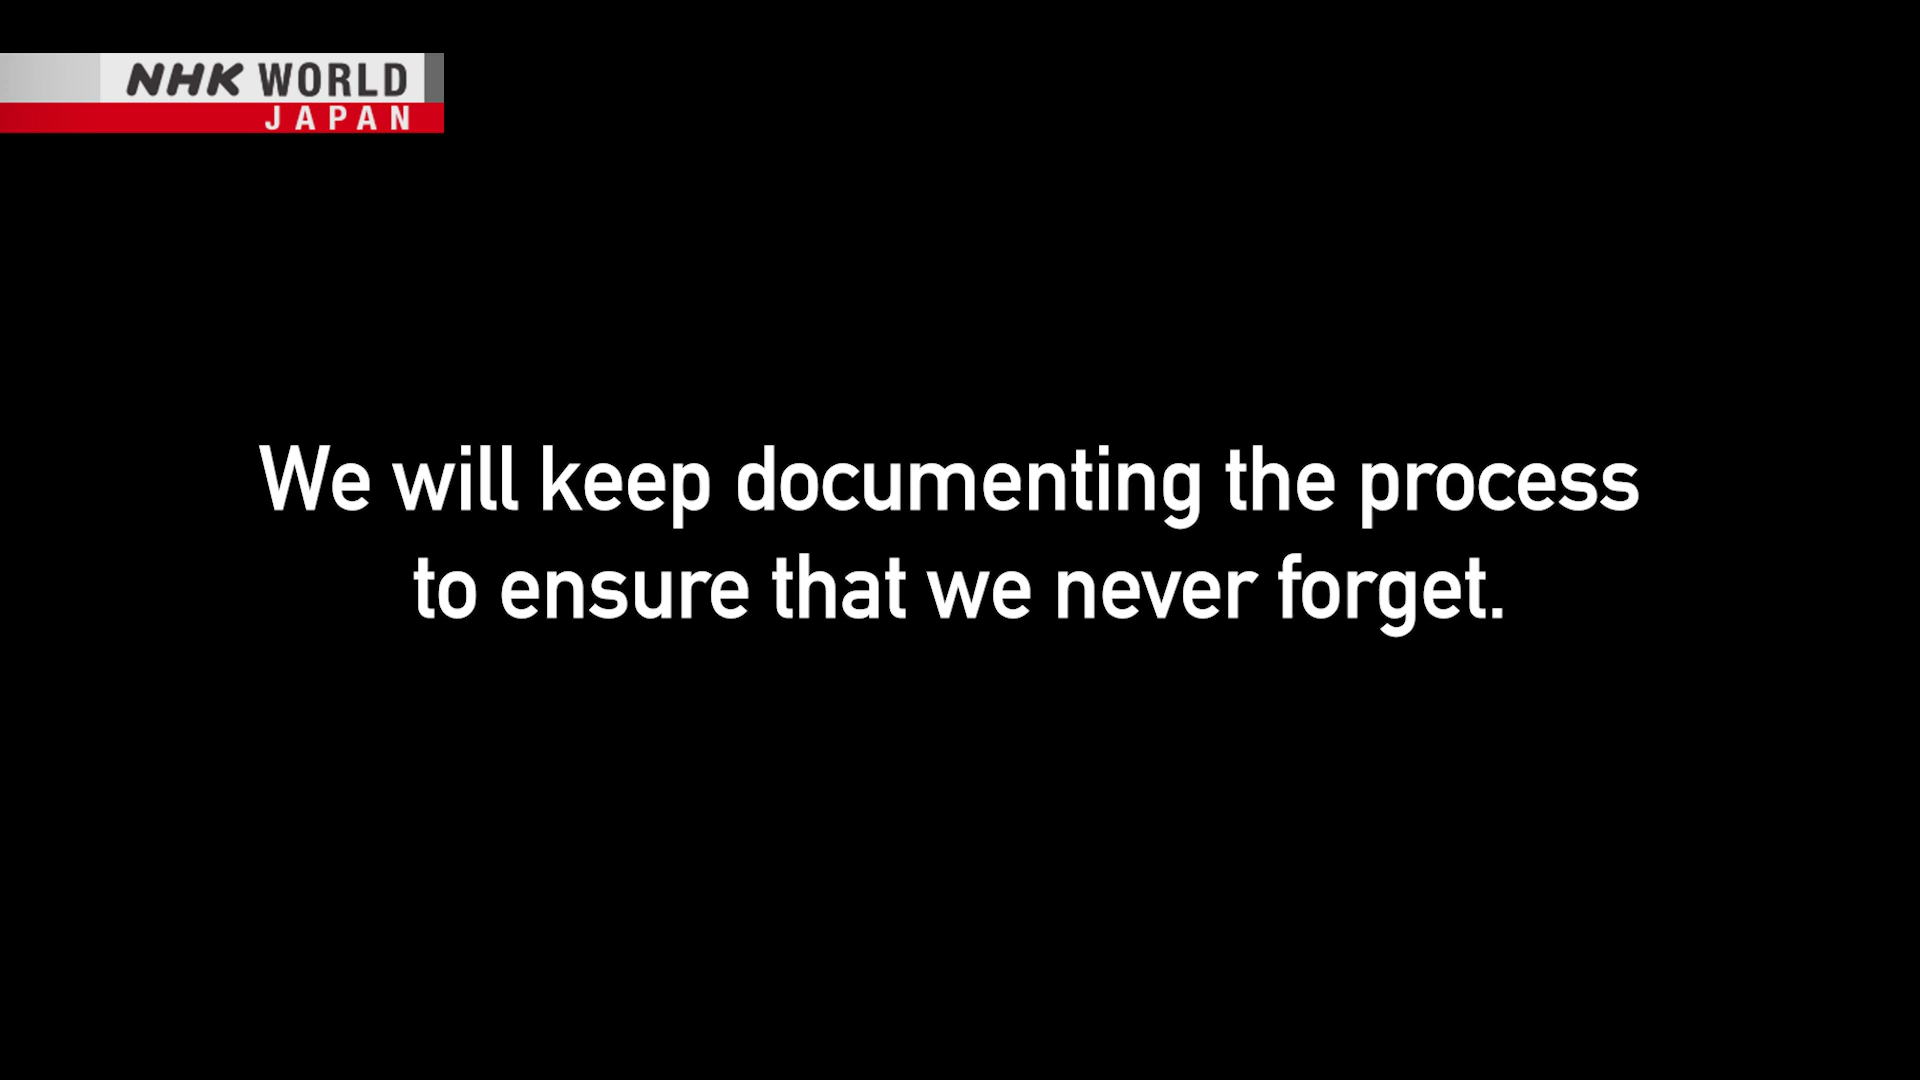 NHK WORLD
JAPAN
We will keep documenting the process
to ensure that we never forget.